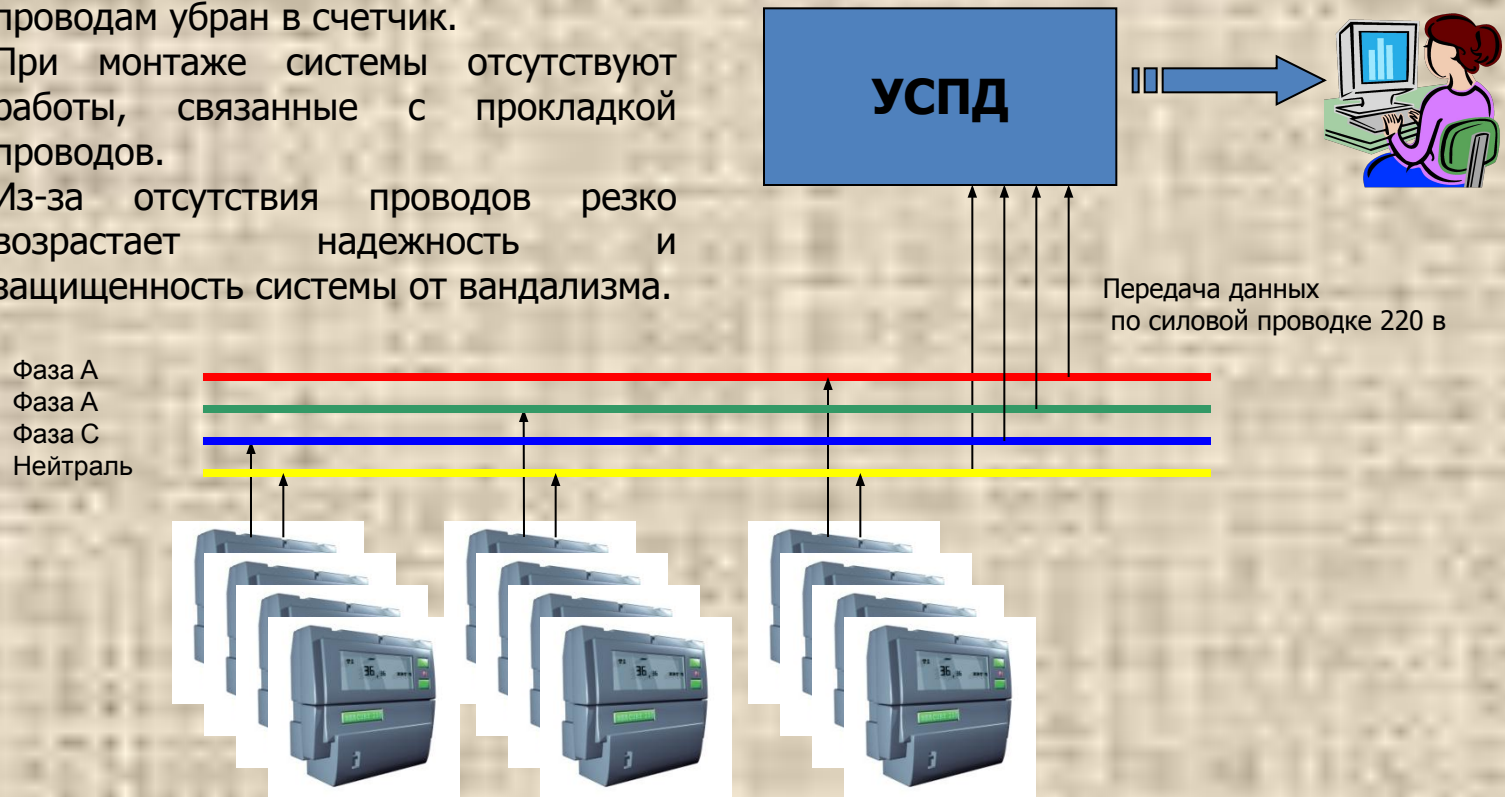 проводам убран в счетчик.
При монтаже системы отсутствуют
работы, связанные с прокладкой
проводов.
Из-за отсутствия проводов резко
возрастает надежность и
защищенность системы от вандализма.
УСПД
Передача данных
по силовой проводке 220 в
Фаза А
Фаза А
Фаза С
Нейтраль